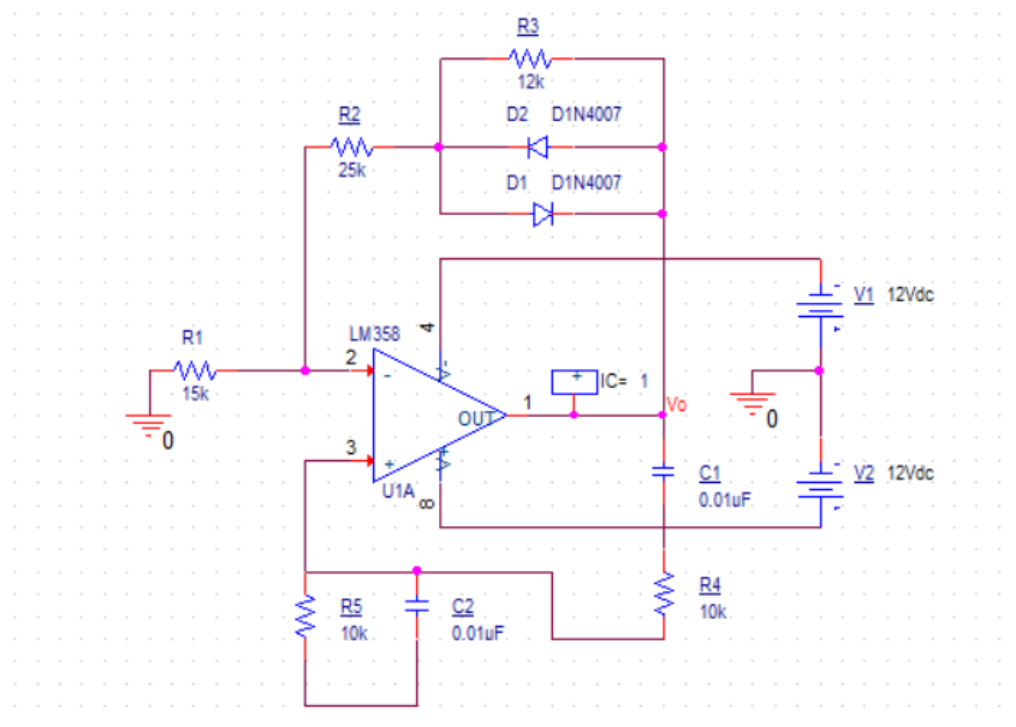 R3
12k
D2 D1N4007
R2
25k
D1 D1N4007
V1 12Vdc
4
LM358
R1
2
-
V-
+
IC= 1
15k
1
Vo
OUT
0
0
3
+
V+
U1A
8
C1
0.01uF
V2 12Vdc
R4
10k
R5
10k
C2
0.01uF